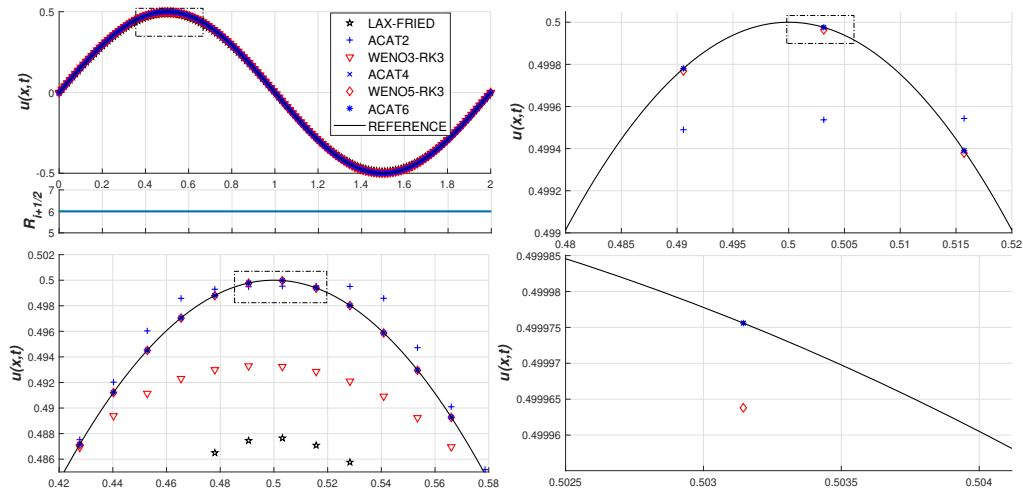 0.5
0
-0.5
u(x,t)
0 0.2 0.4 0.6 0.8 1 1.2 1.4 1.6 1.8 2
LAX-FRIED
ACAT2
WENO3-RK3
ACAT4
WENO5-RK3
ACAT6
REFERENCE
7
6
5
R_{i+1/2}
0.5
0.4998
0.4996
0.4994
0.4992
0.499
u(x,t)
0.48 0.485 0.49 0.495 0.5 0.505 0.51 0.515 0.52
0.502
0.5
0.498
0.496
0.494
0.492
0.49
0.488
0.486
u(x,t)
0.42 0.44 0.46 0.48 0.5 0.52 0.54 0.56 0.58
0.499985
0.49998
0.499975
0.49997
0.499965
0.49996
u(x,t)
0.5025 0.503 0.5035 0.504